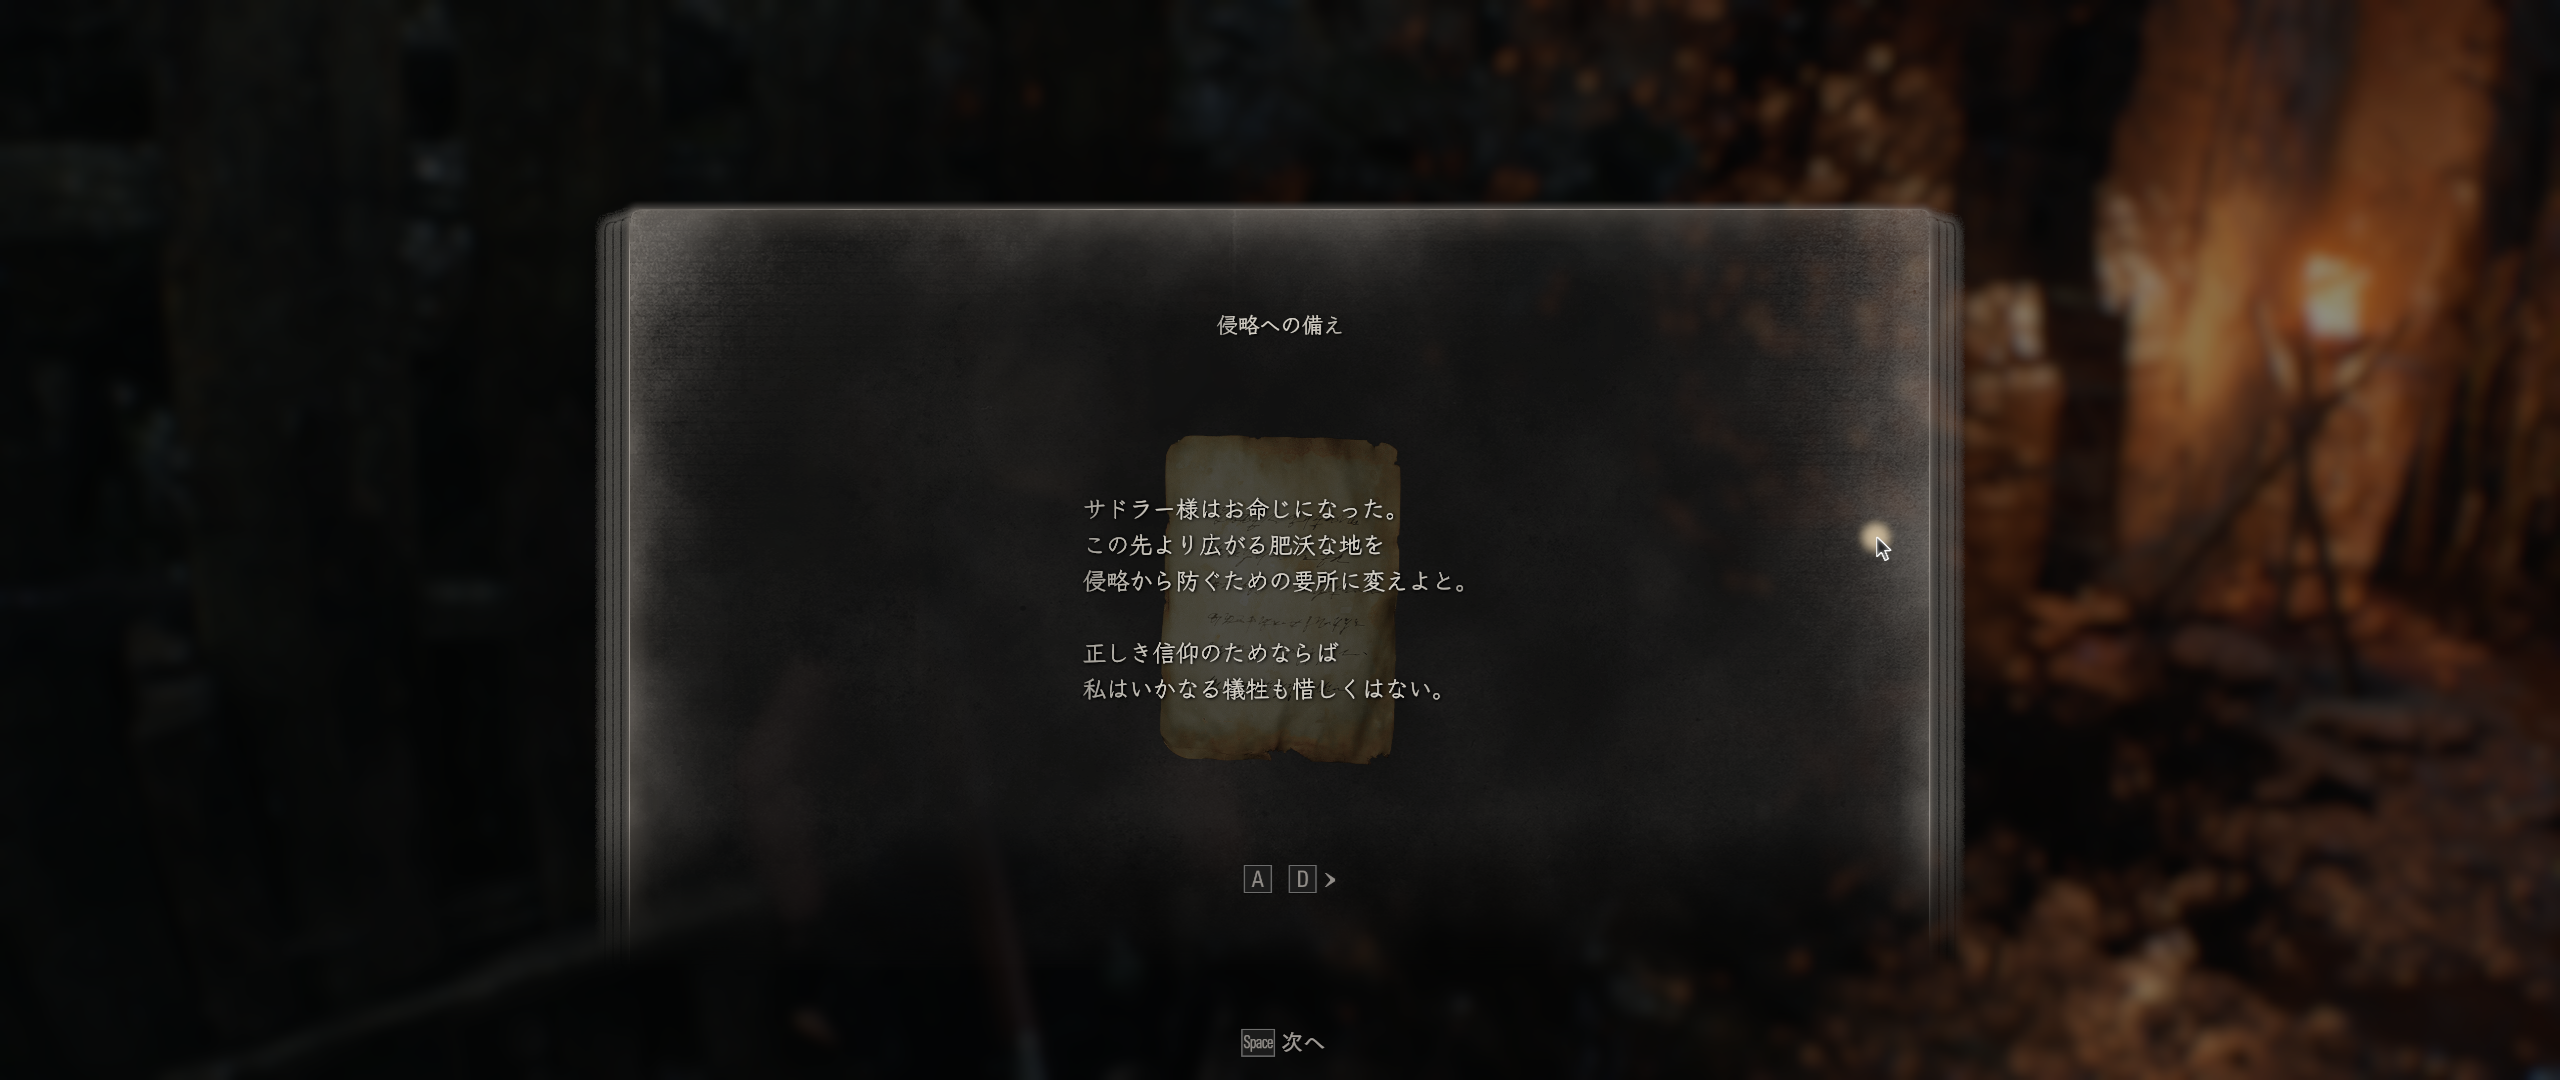 侵略への備え
サドラー様はお命じになった。
この先より広がる肥沃な地を
侵略から防ぐための要所に変えよと。
正しき信仰のためならば
私はいかなる犠牲も惜しくはない。
A D >
Space 次へ